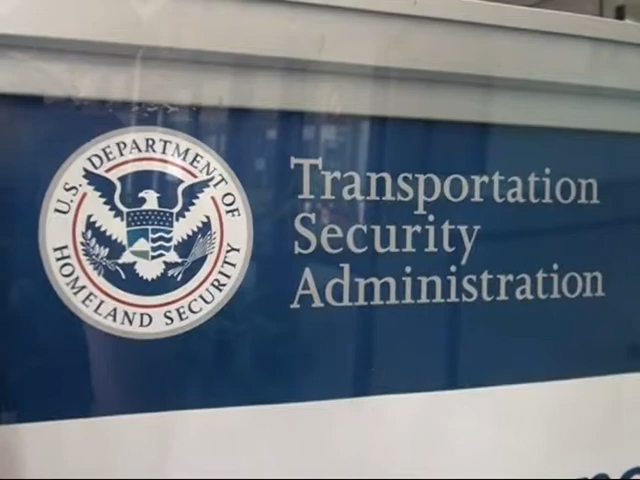 U.S. DEPARTMENT OF
HOMELAND SECURITY
Transportation
Security
Administration